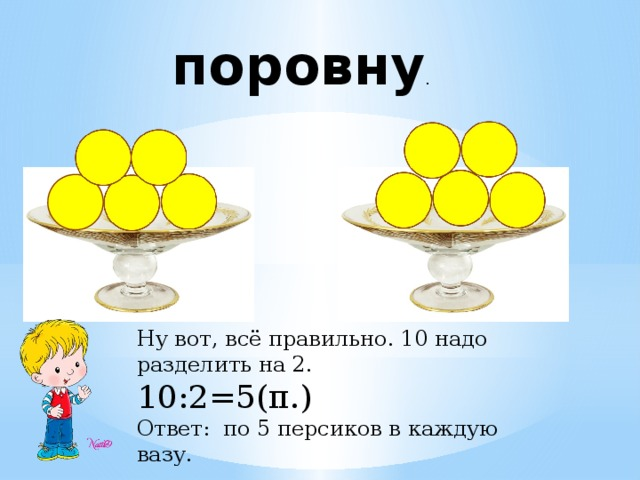 поровну.
Ну вот, всё правильно. 10 надо
разделить на 2.
10:2=5(п.)
Ответ:  по 5 персиков в каждую
вазу.